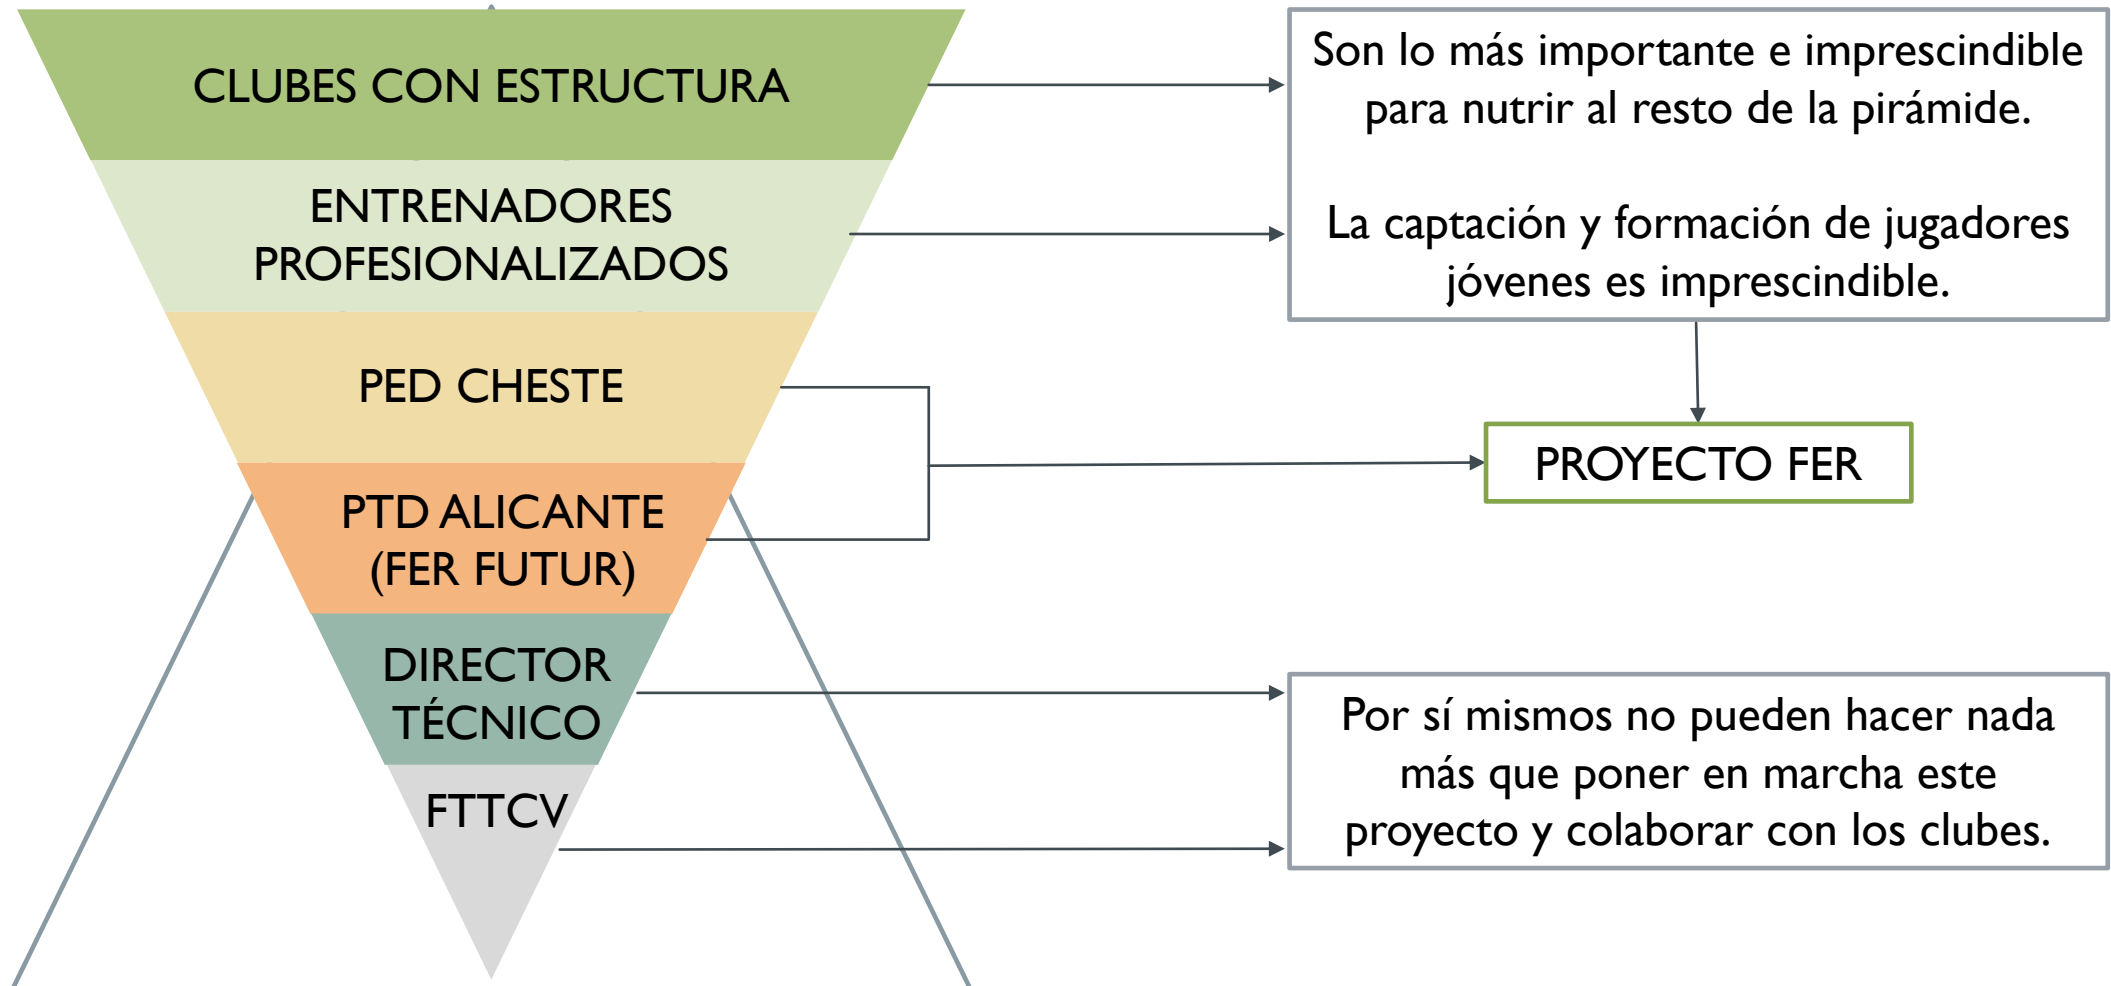 CLUBES CON ESTRUCTURA
ENTRENADORES
PROFESIONALIZADOS
PED CHESTE
PTD ALICANTE
(FER FUTUR)
DIRECTOR
TÉCNICO
FTTCV
Son lo más importante e imprescindible
para nutrir al resto de la pirámide.
La captación y formación de jugadores
jóvenes es imprescindible.
PROYECTO FER
Por sí mismos no pueden hacer nada
más que poner en marcha este
proyecto y colaborar con los clubes.